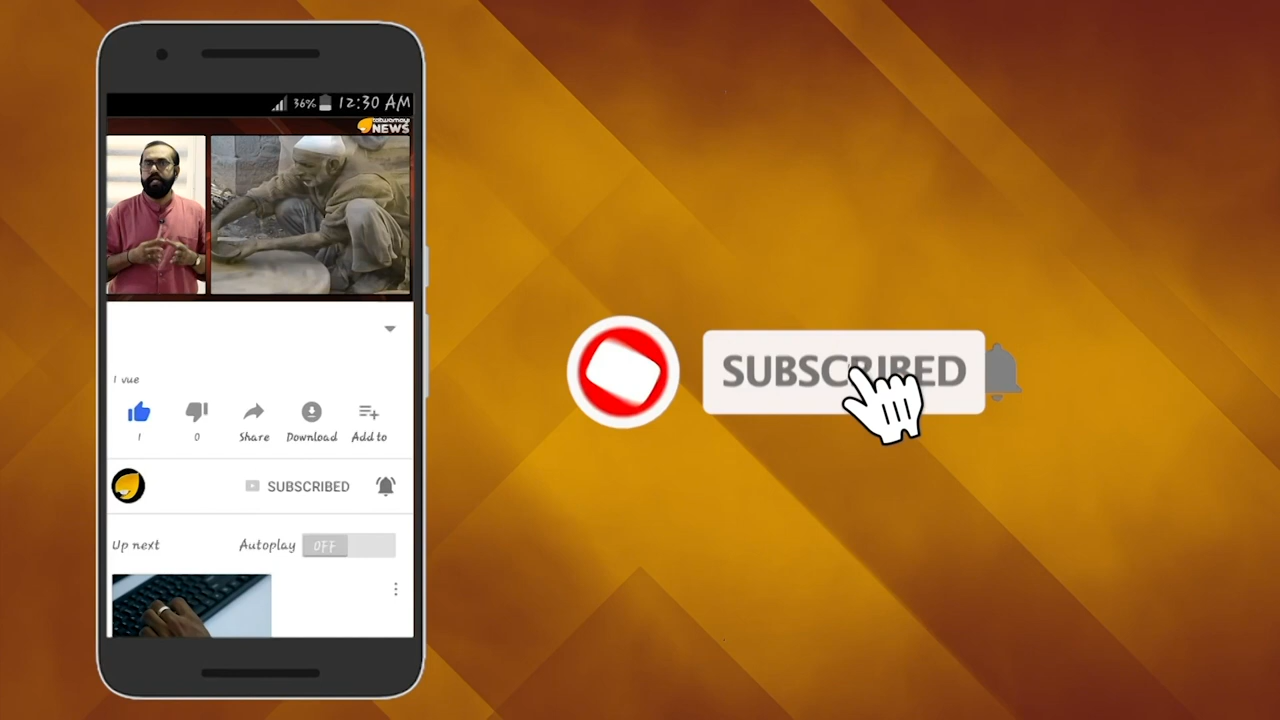 36% 12:30 AM
tatwamayi
NEWS
1 vue
1
0
Share
Download
Add to
SUBSCRIBED
Up next
Autoplay
OFF
SUBSCRIBED